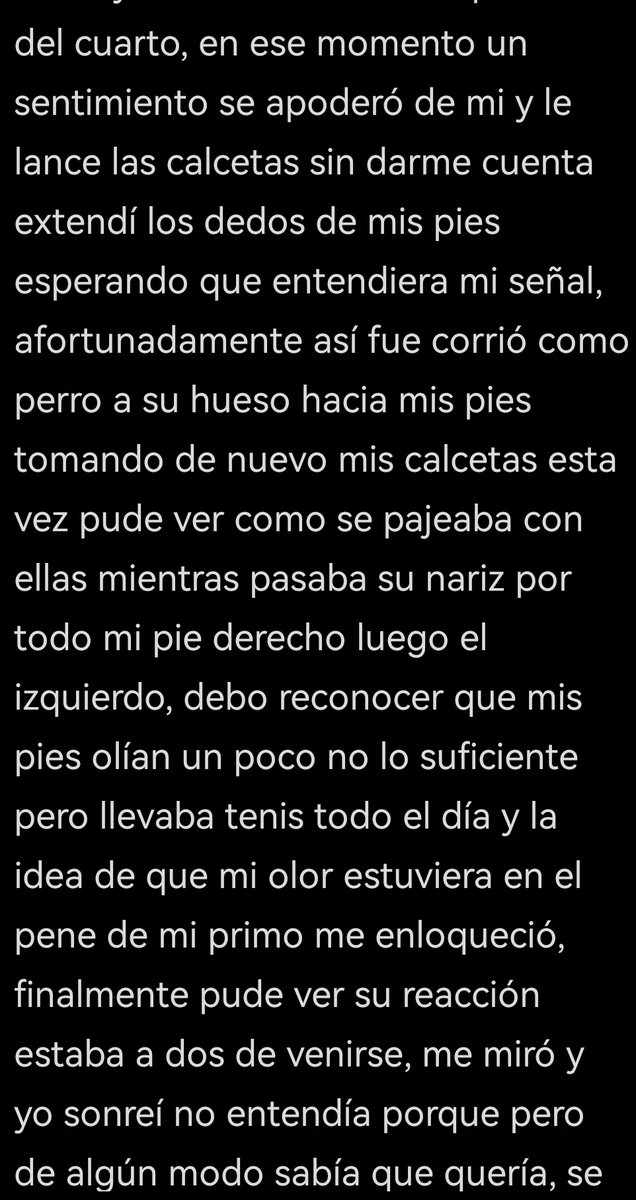 del cuarto, en ese momento un
sentimiento se apoderó de mi y le
lance las calcetas sin darme cuenta
extendí los dedos de mis pies
esperando que entendiera mi señal,
afortunadamente así fue corrió como
perro a su hueso hacia mis pies
tomando de nuevo mis calcetas esta
vez pude ver como se pajeaba con
ellas mientras pasaba su nariz por
todo mi pie derecho luego el
izquierdo, debo reconocer que mis
pies olían un poco no lo suficiente
pero llevaba tenis todo el día y la
idea de que mi olor estuviera en el
pene de mi primo me enloqueció,
finalmente pude ver su reacción
estaba a dos de venirse, me miró y
yo sonreí no entendía porque pero
de algún modo sabía que quería, se